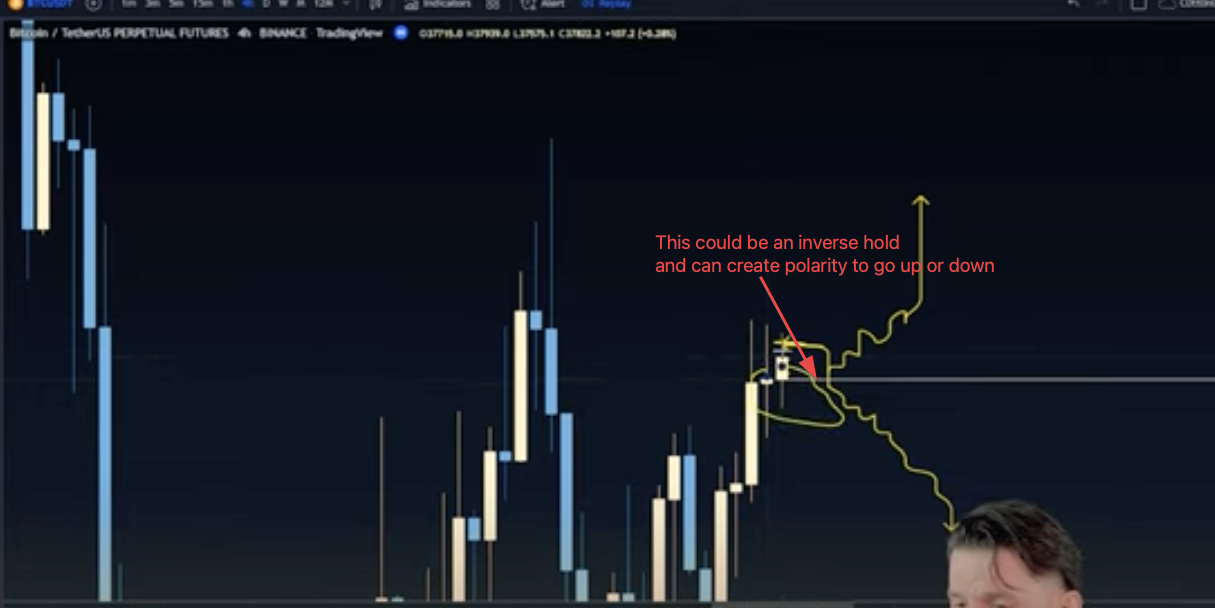 BTCUSDT 1m 3m 5m 15m 1h 4h D W M 12M Indicators Alert Replay
Bitcoin / TetherUS PERPETUAL FUTURES 4h BINANCE TradingView O37715.0 H37939.0 L37575.1 C37822.2 +107.2 (+0.28%)
This could be an inverse hold
and can create polarity to go up or down